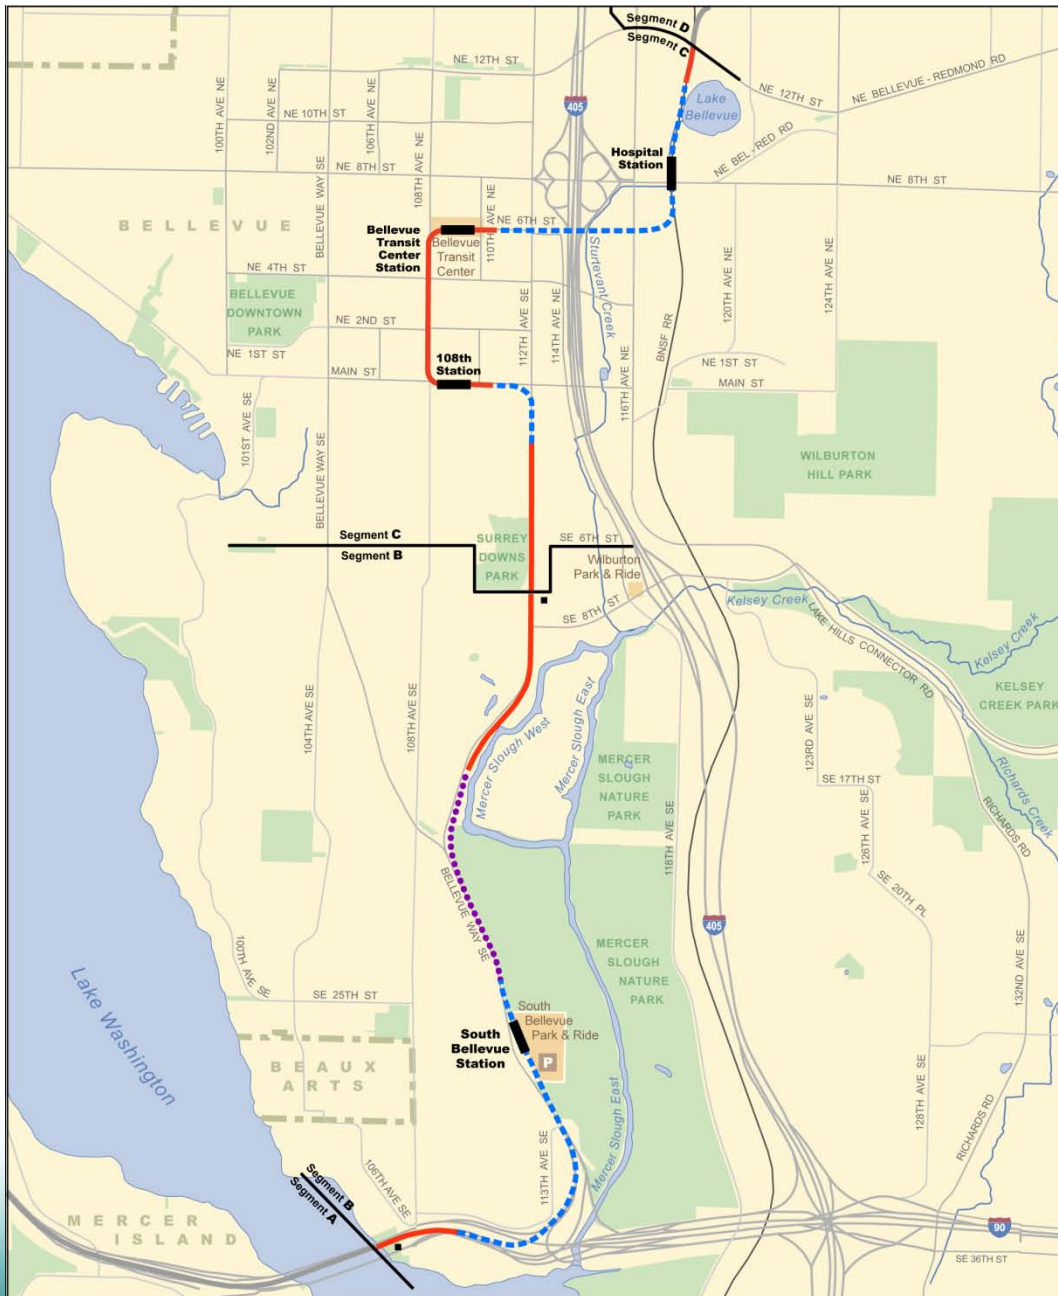 Segment D
Segment C
NE 12TH ST
NE 12TH ST
NE BELLEVUE - REDMOND RD
100TH AVE NE
102ND AVE NE
106TH AVE NE
108TH AVE NE
405
Lake
Bellevue
NE 10TH ST
NE BEL - RED RD
Hospital
Station
NE 8TH ST
NE 8TH ST
BELLEVUE WAY SE
BELLEVUE
Bellevue
Transit
Center
Station
Bellevue
Transit
Center
110TH AVE NE
NE 6TH ST
Sturtevant Creek
NE 4TH ST
BELLEVUE
DOWNTOWN
PARK
NE 2ND ST
112TH AVE SE
114TH AVE NE
116TH AVE NE
BNSF RR
120TH AVE NE
124TH AVE NE
NE 1ST ST
NE 1ST ST
MAIN ST
MAIN ST
108th
Station
101ST AVE SE
BELLEVUE WAY SE
WILBURTON
HILL PARK
Segment C
Segment B
SURREY
DOWNS
PARK
SE 6TH ST
Wilburton
Park & Ride
SE 8TH ST
Kelsey Creek
LAKE HILLS CONNECTOR RD
Kelsey Creek
KELSEY
CREEK PARK
104TH AVE SE
108TH AVE SE
Mercer Slough West
Mercer Slough East
MERCER
SLOUGH
NATURE
PARK
118TH AVE SE
123RD AVE SE
SE 17TH ST
126TH AVE SE
SE 20TH PL
Richards Creek
RICHARDS RD
BELLEVUE WAY SE
405
MERCER
SLOUGH
NATURE
PARK
100TH AVE SE
SE 25TH ST
132ND AVE SE
Lake Washington
South
Bellevue
Park & Ride
P
South
Bellevue
Station
BEAUX
ARTS
128TH AVE SE
RICHARDS RD
Mercer Slough East
113TH AVE SE
106TH AVE SE
Segment B
Segment A
MERCER
ISLAND
90
SE 36TH ST